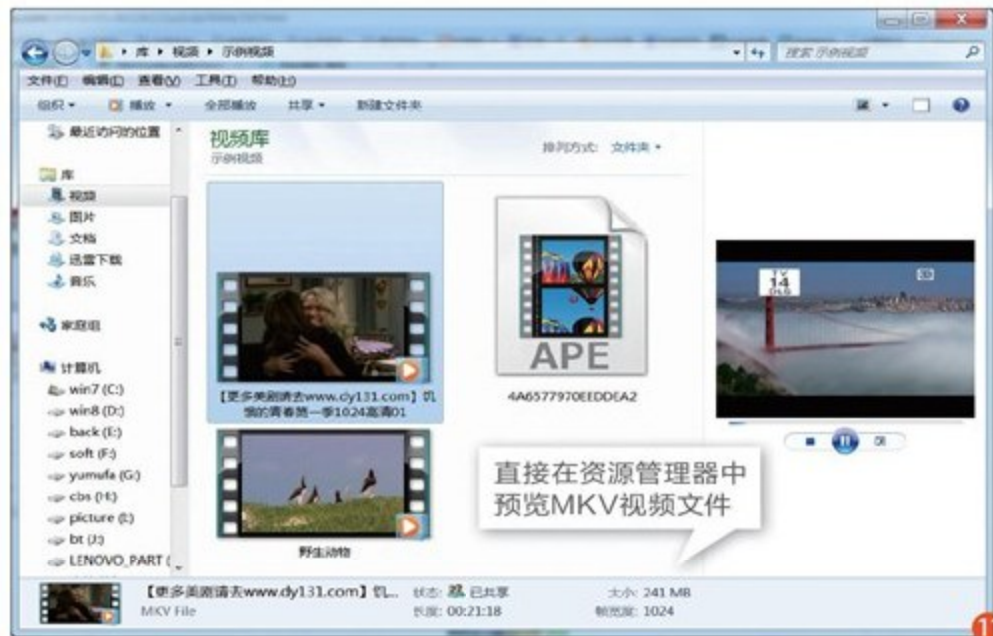 库 ▸ 视频 ▸ 示例视频
搜索 示例视频
文件(F) 编辑(E) 查看(V) 工具(T) 帮助(H)
组织 播放 全部播放 共享 新建文件夹
最近访问的位置
库
视频
图片
文档
迅雷下载
音乐
家庭组
计算机
win7 (C:)
win8 (D:)
back (E:)
soft (F:)
yumufa (G:)
cbs (H:)
picture (I:)
bt (J:)
LENOVO_PART (
视频库
示例视频
排列方式: 文件夹
【更多美剧请去www.dy131.com】饥
饿的青春第一季1024高清01
APE
4A6577970EEDDEA2
野生动物
TV
14
DLS
直接在资源管理器中
预览MKV视频文件
【更多美剧请去www.dy131.com】饥... 状态: 已共享 大小: 241 MB
MKV File 长度: 00:21:18 帧宽度: 1024
11